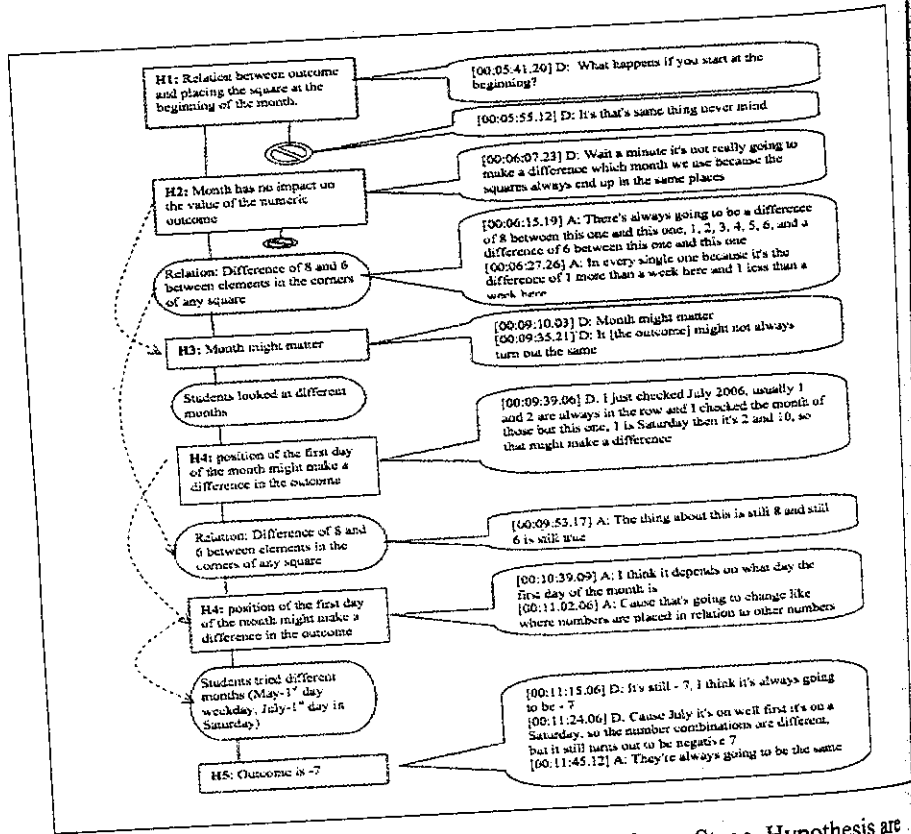 H1: Relation between outcome
and placing the square at the
beginning of the month.
[00:05:41.20] D: What happens if you start at the
beginning?
[00:05:55.12] D: It's that's same thing never mind
[00:06:07.23] D: Wait a minute it's not really going to
make a difference which month we use because the
squares always end up in the same places
H2: Month has no impact on
the value of the numeric
outcome
[00:06:15.19] A: There's always going to be a difference
of 8 between this one and this one, 1, 2, 3, 4, 5, 6, and a
difference of 6 between this one and this one
[00:06:27.26] A: In every single one because it's the
difference of 1 more than a week here and 1 less than a
week here
Relation: Difference of 8 and 6
between elements in the corners
of any square
H3: Month might matter
[00:09:10.03] D: Month might matter
[00:09:35.21] D: It [the outcome] might not always
turn out the same
Students looked at different
months
[00:09:39.06] D. I just checked July 2006, usually 1
and 2 are always in the row and I checked the month of
those but this one, 1 is Saturday then it's 2 and 10, so
that might make a difference
H4: position of the first day
of the month might make a
difference in the outcome
Relation: Difference of 8 and
6 between elements in the
corners of any square
[00:09:53.17] A: The thing about this is still 8 and still
6 is still true
H4: position of the first day
of the month might make a
difference in the outcome
[00:10:39.09] A: I think it depends on what day the
first day of the month is
[00:11.02.06] A: Cause that's going to change like
where numbers are placed in relation to other numbers
Students tried different
months (May-1st day
weekday, July-1st day in
Saturday)
[00:11:15.06] D: It's still - 7, I think it's always going
to be - 7
[00:11:24.06] D. Cause July it's on well first it's on a
Saturday, so the number combinations are different,
but it still turns out to be negative 7
[00:11:45.12] A: They're always going to be the same
H5: Outcome is -7
Hypothesis are